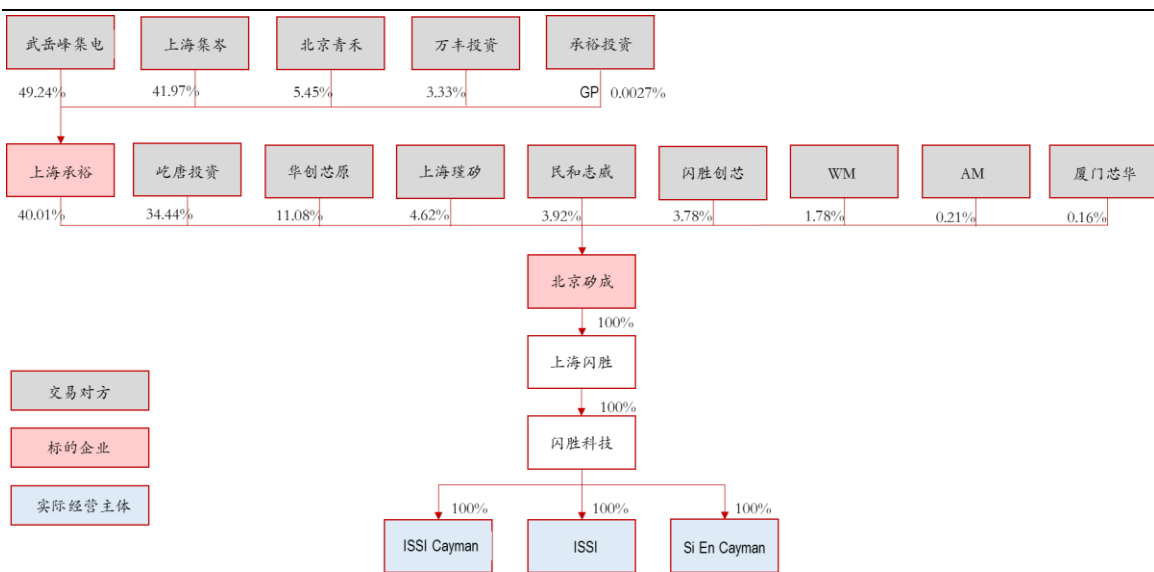 武岳峰集电
上海集岑
北京青禾
万丰投资
承裕投资
49.24%
41.97%
5.45%
3.33%
GP 0.0027%
上海承裕
屹唐投资
华创芯原
上海瑾矽
民和志威
闪胜创芯
WM
AM
厦门芯华
40.01%
34.44%
11.08%
4.62%
3.92%
3.78%
1.78%
0.21%
0.16%
北京矽成
100%
上海闪胜
100%
闪胜科技
交易对方
标的企业
实际经营主体
100%
100%
100%
ISSI Cayman
ISSI
Si En Cayman